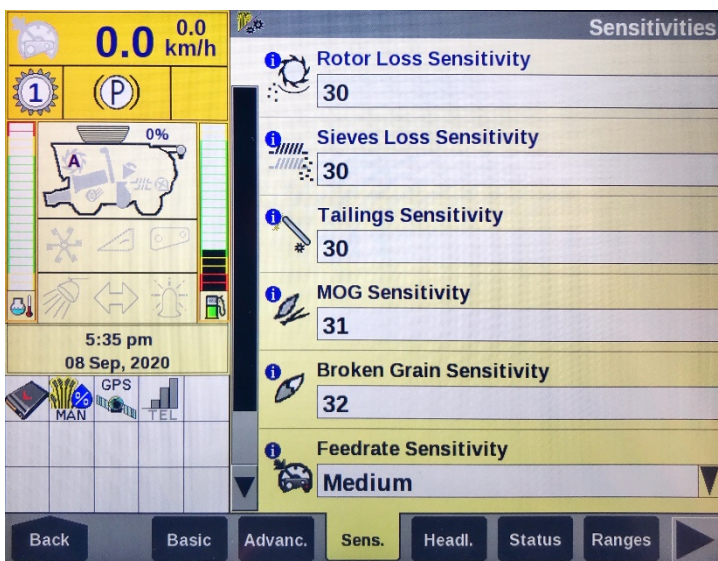 0.0 0.0 km/h
1 (P)
0%
A
5:35 pm
08 Sep, 2020
MAN GPS TEL
Sensitivities
Rotor Loss Sensitivity
30
Sieves Loss Sensitivity
30
Tailings Sensitivity
30
MOG Sensitivity
31
Broken Grain Sensitivity
32
Feedrate Sensitivity
Medium
Back Basic Advanc. Sens. Headl. Status Ranges